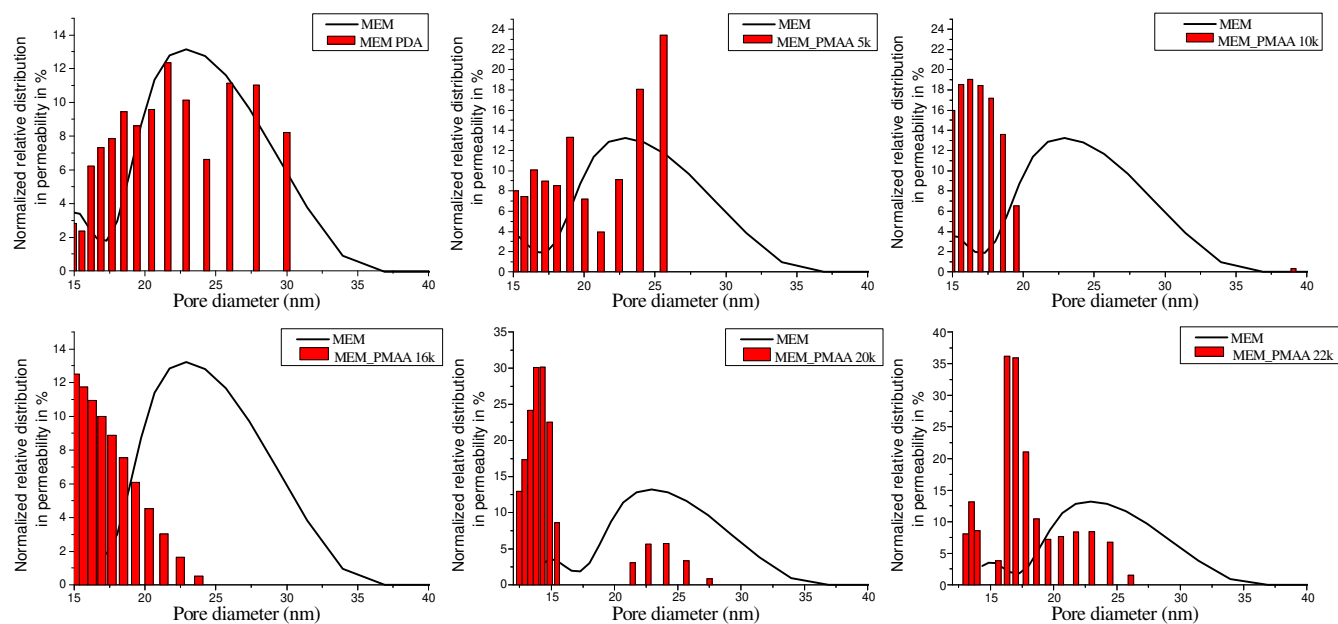 MEM
MEM PDA
Normalized relative distribution
in permeability in %
14
12
10
8
6
4
2
0
15 20 25 30 35 40
Pore diameter (nm)
MEM
MEM_PMAA 5k
Normalized relative distribution
in permeability in %
24
22
20
18
16
14
12
10
8
6
4
2
0
15 20 25 30 35 40
Pore diameter (nm)
MEM
MEM_PMAA 10k
Normalized relative distribution
in permeability in %
24
22
20
18
16
14
12
10
8
6
4
2
0
15 20 25 30 35 40
Pore diameter (nm)
MEM
MEM_PMAA 16k
Normalized relative distribution
in permeability in %
14
12
10
8
6
4
2
0
15 20 25 30 35 40
Pore diameter (nm)
MEM
MEM_PMAA 20k
Normalized relative distribution
in permeability in %
35
30
25
20
15
10
5
0
15 20 25 30 35 40
Pore diameter (nm)
MEM
MEM_PMAA 22k
Normalized relative distribution
in permeability in %
40
35
30
25
20
15
10
5
0
15 20 25 30 35 40
Pore diameter (nm)